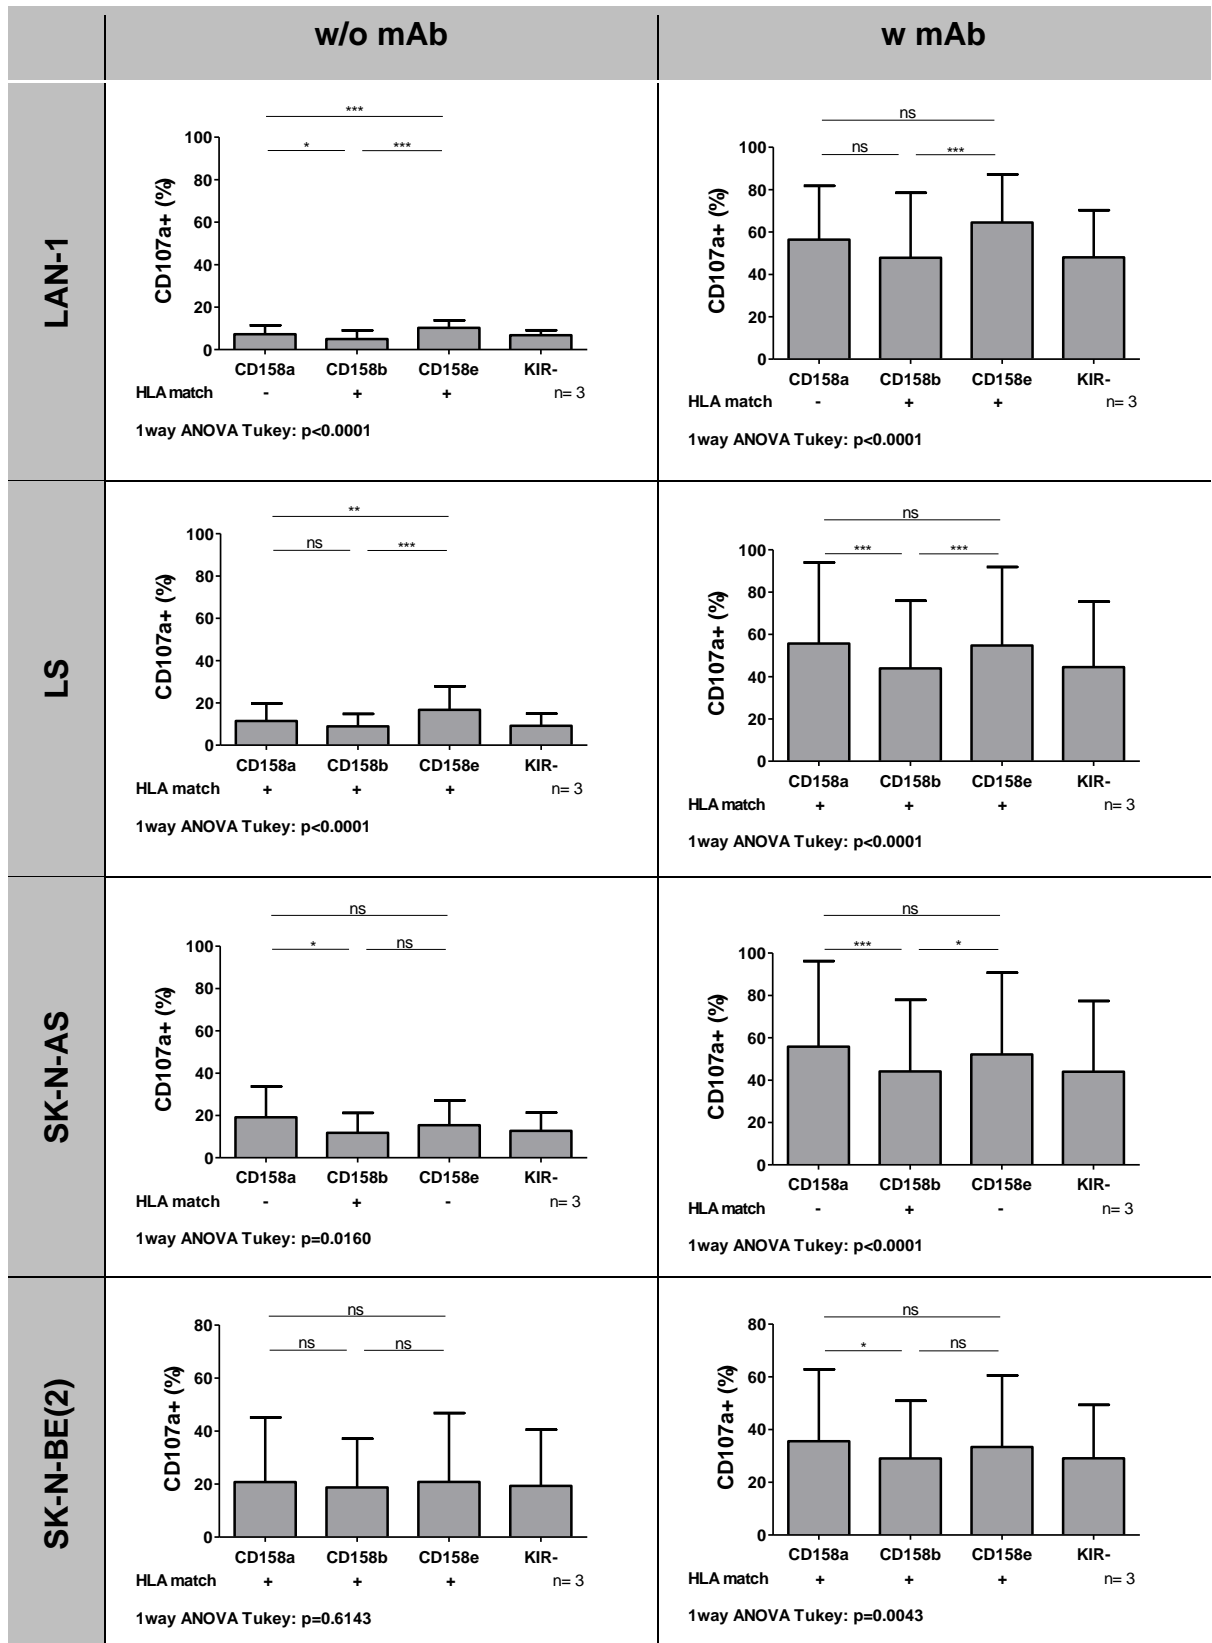 w/o mAb
w mAb
LAN-1
***
*
***
100
80
60
40
20
0
CD107a+ (%)
CD158a CD158b CD158e KIR-
HLA match - + + n= 3
1way ANOVA Tukey: p<0.0001
ns
ns
***
100
80
60
40
20
0
CD107a+ (%)
CD158a CD158b CD158e KIR-
HLA match - + + n= 3
1way ANOVA Tukey: p<0.0001
LS
**
ns
***
100
80
60
40
20
0
CD107a+ (%)
CD158a CD158b CD158e KIR-
HLA match + + + n= 3
1way ANOVA Tukey: p<0.0001
ns
***
***
100
80
60
40
20
0
CD107a+ (%)
CD158a CD158b CD158e KIR-
HLA match + + + n= 3
1way ANOVA Tukey: p<0.0001
SK-N-AS
ns
*
ns
100
80
60
40
20
0
CD107a+ (%)
CD158a CD158b CD158e KIR-
HLA match - + - n= 3
1way ANOVA Tukey: p=0.0160
ns
***
*
100
80
60
40
20
0
CD107a+ (%)
CD158a CD158b CD158e KIR-
HLA match - + - n= 3
1way ANOVA Tukey: p<0.0001
SK-N-BE(2)
ns
ns
ns
80
60
40
20
0
CD107a+ (%)
CD158a CD158b CD158e KIR-
HLA match + + + n= 3
1way ANOVA Tukey: p=0.6143
ns
*
ns
80
60
40
20
0
CD107a+ (%)
CD158a CD158b CD158e KIR-
HLA match + + + n= 3
1way ANOVA Tukey: p=0.0043